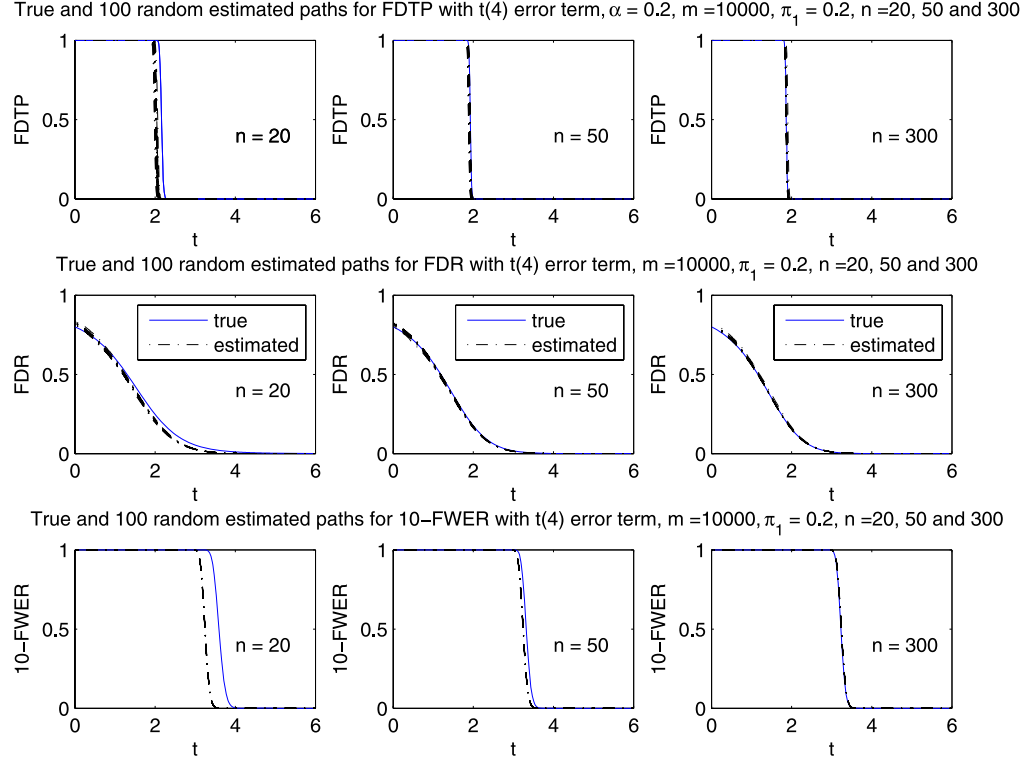 True and 100 random estimated paths for FDTP with t(4) error term, α = 0.2, m =10000, π1 = 0.2, n =20, 50 and 300
1
0.5
0
FDTP
n = 20
0 2 4 6
t
1
0.5
0
FDTP
n = 50
0 2 4 6
t
1
0.5
0
FDTP
n = 300
0 2 4 6
t
True and 100 random estimated paths for FDR with t(4) error term, m =10000, π1 = 0.2, n =20, 50 and 300
1
0.5
0
FDR
true
estimated
n = 20
0 2 4 6
t
1
0.5
0
FDR
true
estimated
n = 50
0 2 4 6
t
1
0.5
0
FDR
true
estimated
n = 300
0 2 4 6
t
True and 100 random estimated paths for 10−FWER with t(4) error term, m =10000, π1 = 0.2, n =20, 50 and 300
1
0.5
0
10−FWER
n = 20
0 2 4 6
t
1
0.5
0
10−FWER
n = 50
0 2 4 6
t
1
0.5
0
10−FWER
n = 300
0 2 4 6
t